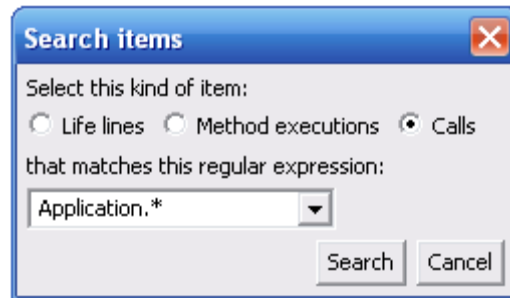 Search items
Select this kind of item:
Life lines Method executions Calls
that matches this regular expression:
Application.*
Search Cancel